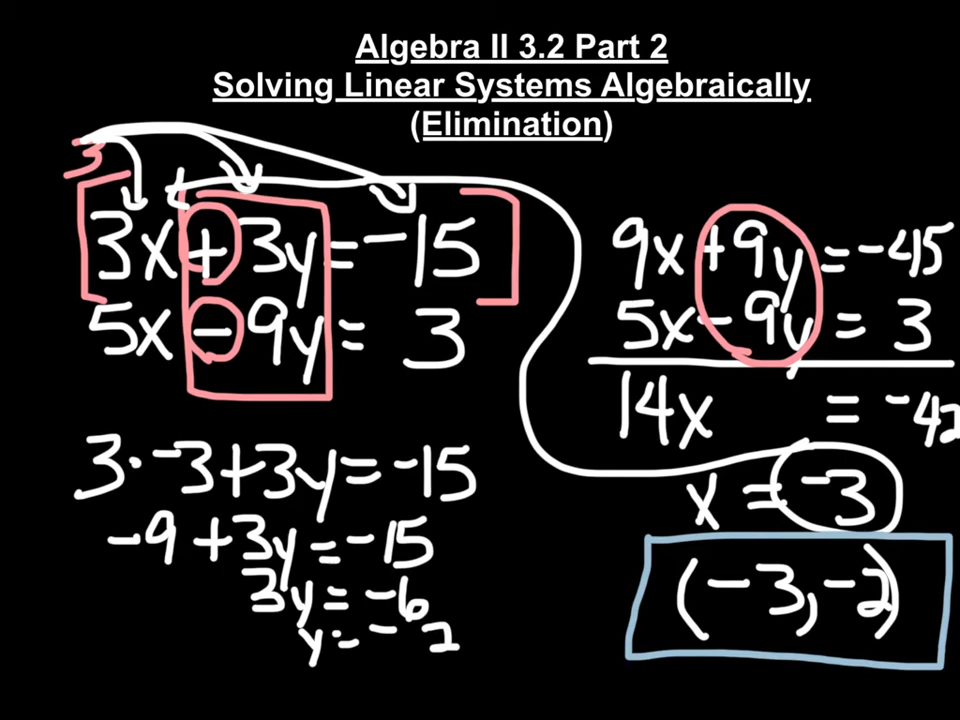 Algebra II 3.2 Part 2
Solving Linear Systems Algebraically
(Elimination)
3
3x + 3y = -15
5x - 9y = 3
9x + 9y = -45
5x - 9y = 3
14x = -42
x = -3
(-3, -2)
3 · -3 + 3y = -15
-9 + 3y = -15
3y = -6
y = -2